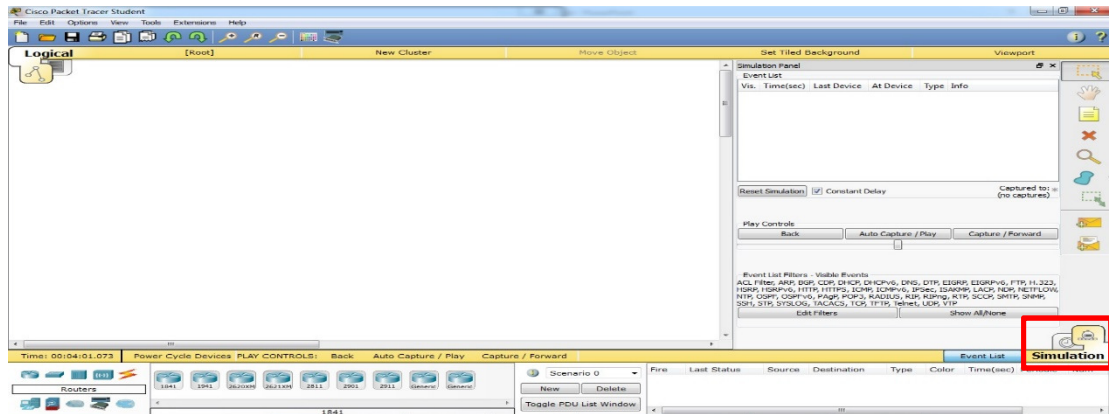 Cisco Packet Tracer Student
File Edit Options View Tools Extensions Help
Logical [Root] New Cluster Move Object Set Tiled Background Viewport
Simulation Panel
Event List
Vis. Time(sec) Last Device At Device Type Info
Reset Simulation Constant Delay Captured to:
(no captures)
Play Controls
Back Auto Capture / Play Capture / Forward
Event List Filters - Visible Events
ACL Filter, ARP, BGP, CDP, DHCP, DHCPv6, DNS, DTP, EIGRP, EIGRPv6, FTP, H.323,
HSRP, HSRPv6, HTTP, HTTPS, ICMP, ICMPv6, IPSec, ISAKMP, LACP, NDP, NETFLOW,
NTP, OSPF, OSPFv6, PAgP, POP3, RADIUS, RIP, RIPng, RTP, SCCP, SMTP, SNMP,
SSH, STP, SYSLOG, TACACS, TCP, TFTP, Telnet, UDP, VTP
Edit Filters Show All/None
Time: 00:04:01.073 Power Cycle Devices PLAY CONTROLS: Back Auto Capture / Play Capture / Forward Event List Simulation
Routers
1841 1941 2620XM 2621XM 2811 2901 2911 Generic Generic
1841
Scenario 0
New Delete
Toggle PDU List Window
Fire Last Status Source Destination Type Color Time(sec)